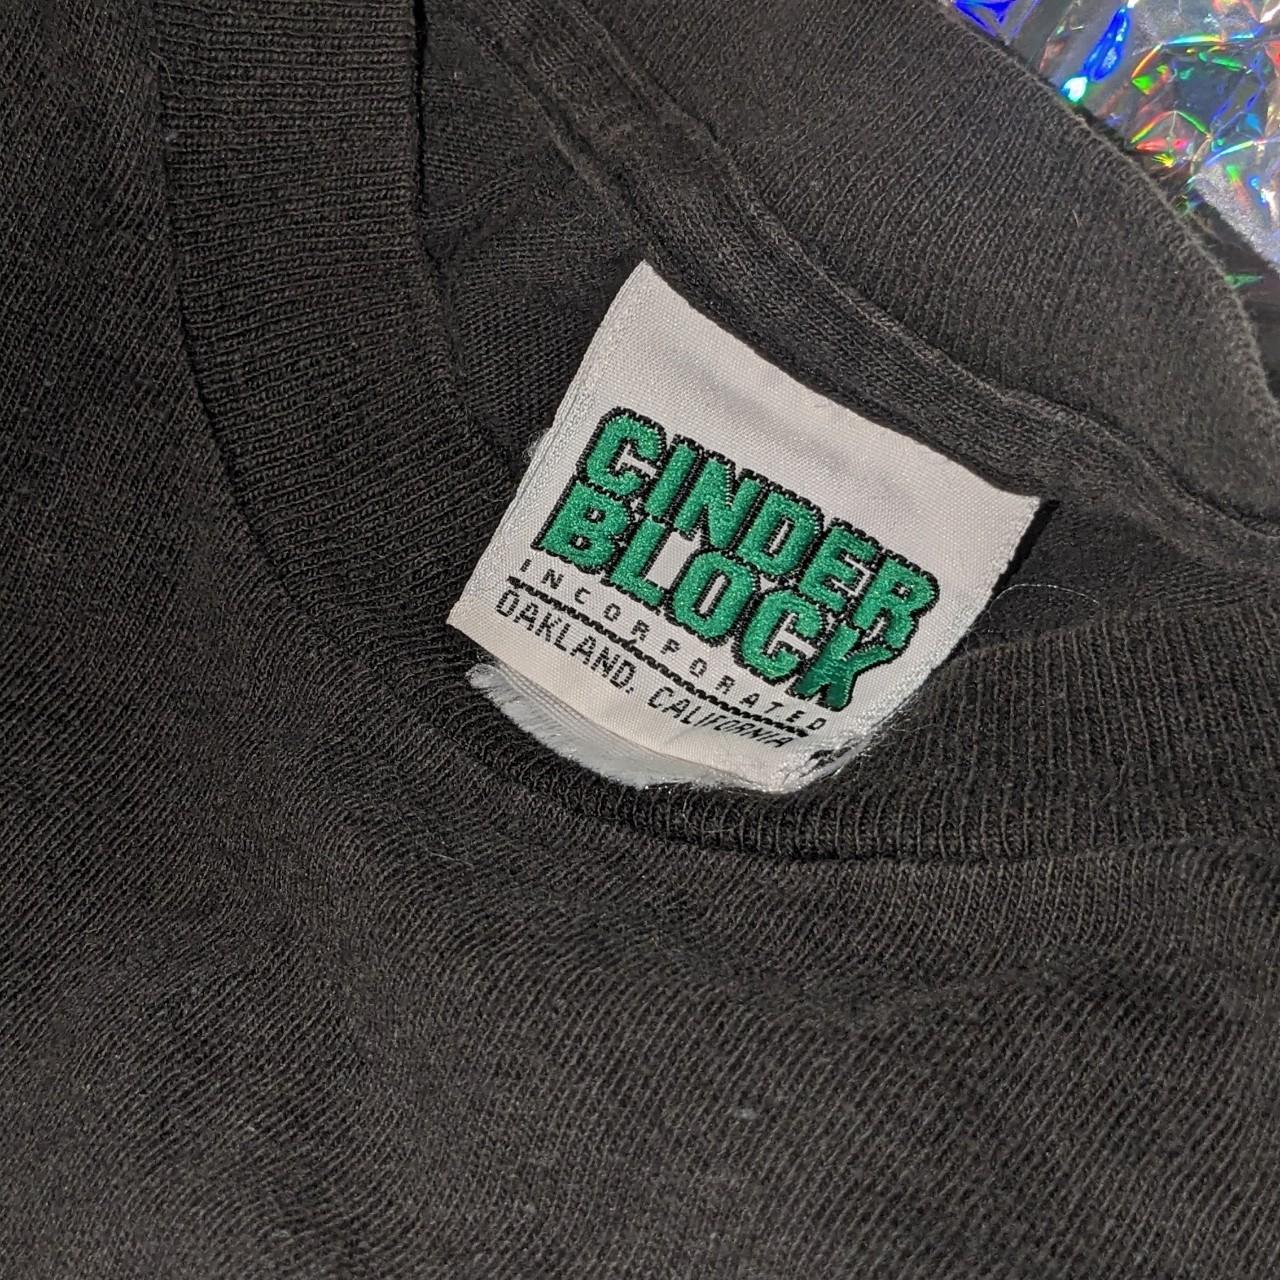 CINDER
BLOCK
INCORPORATED
OAKLAND, CALIFORNIA